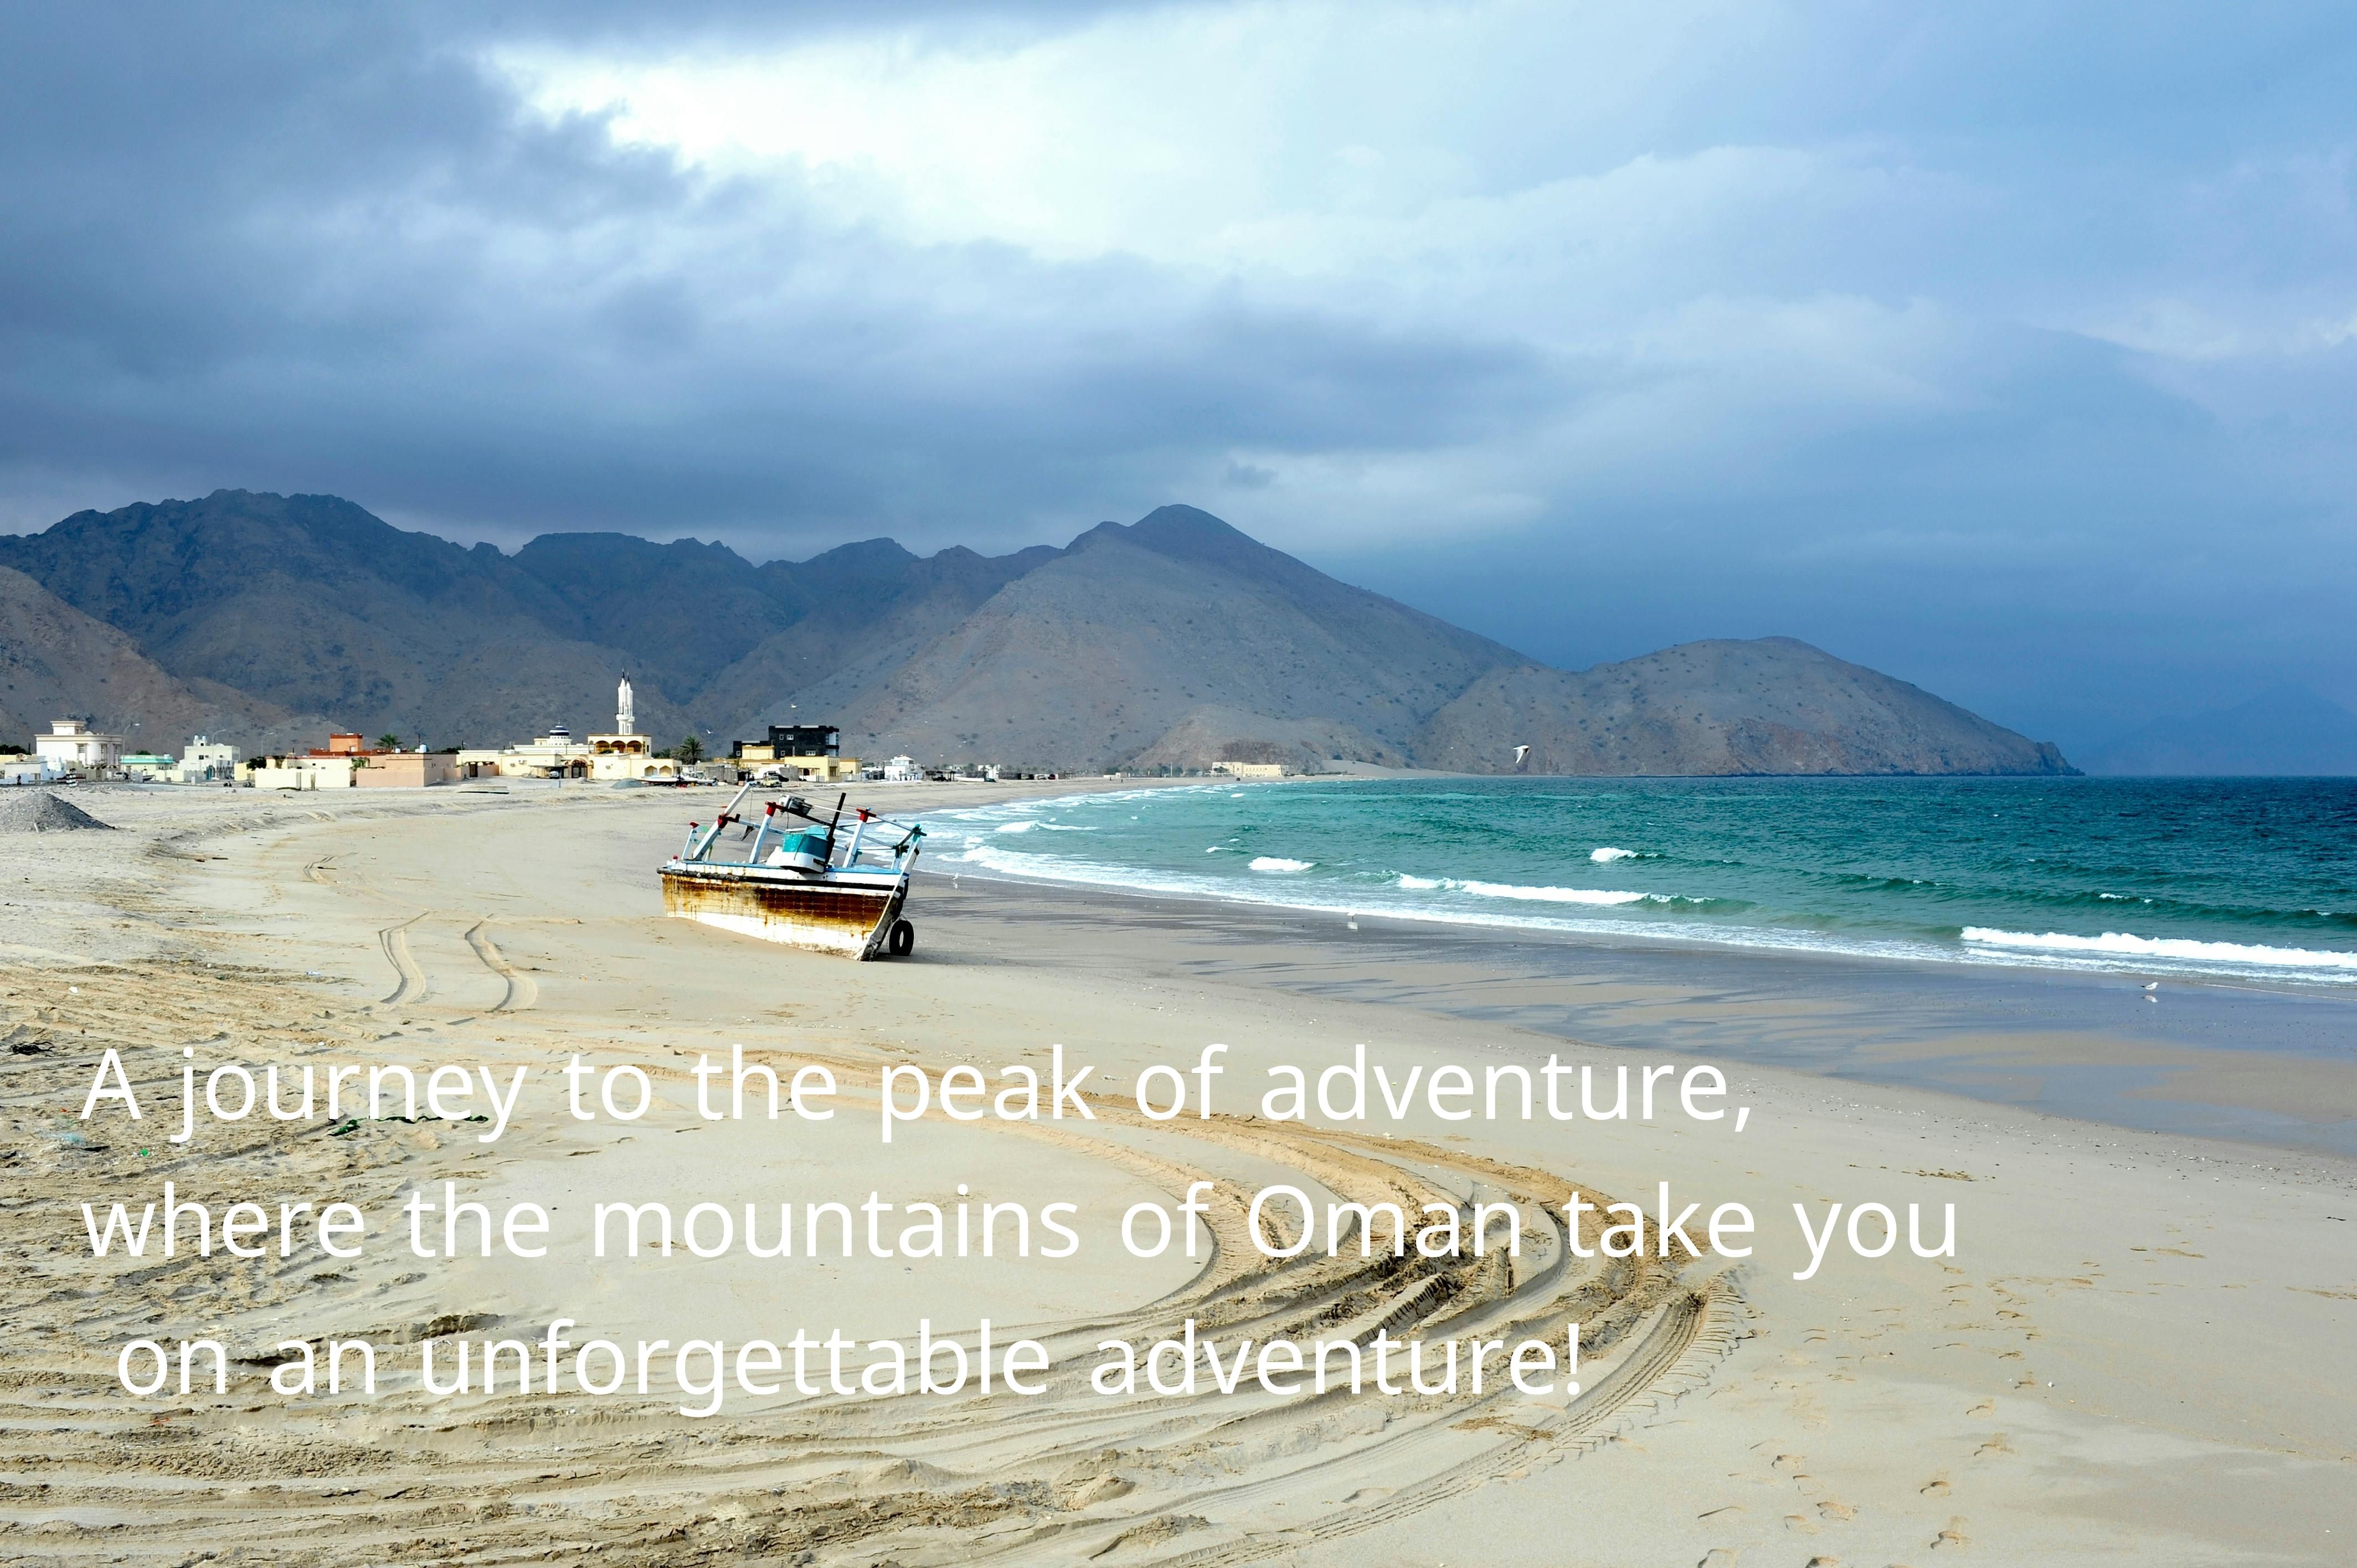 A journey to the peak of adventure,
where the mountains of Oman take you
on an unforgettable adventure!